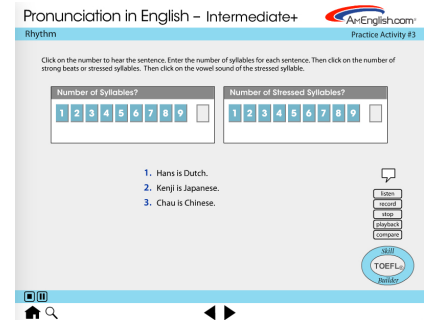 Pronunciation in English – Intermediate+
AMEnglish.com®
Rhythm
Practice Activity #3
Click on the number to hear the sentence. Enter the number of syllables for each sentence. Then click on the number of
strong beats or stressed syllables. Then click on the vowel sound of the stressed syllable.
Number of Syllables?
1 2 3 4 5 6 7 8 9
Number of Stressed Syllables?
1 2 3 4 5 6 7 8 9
1. Hans is Dutch.
2. Kenji is Japanese.
3. Chau is Chinese.
listen
record
stop
playback
compare
Skill
TOEFL®
Builder